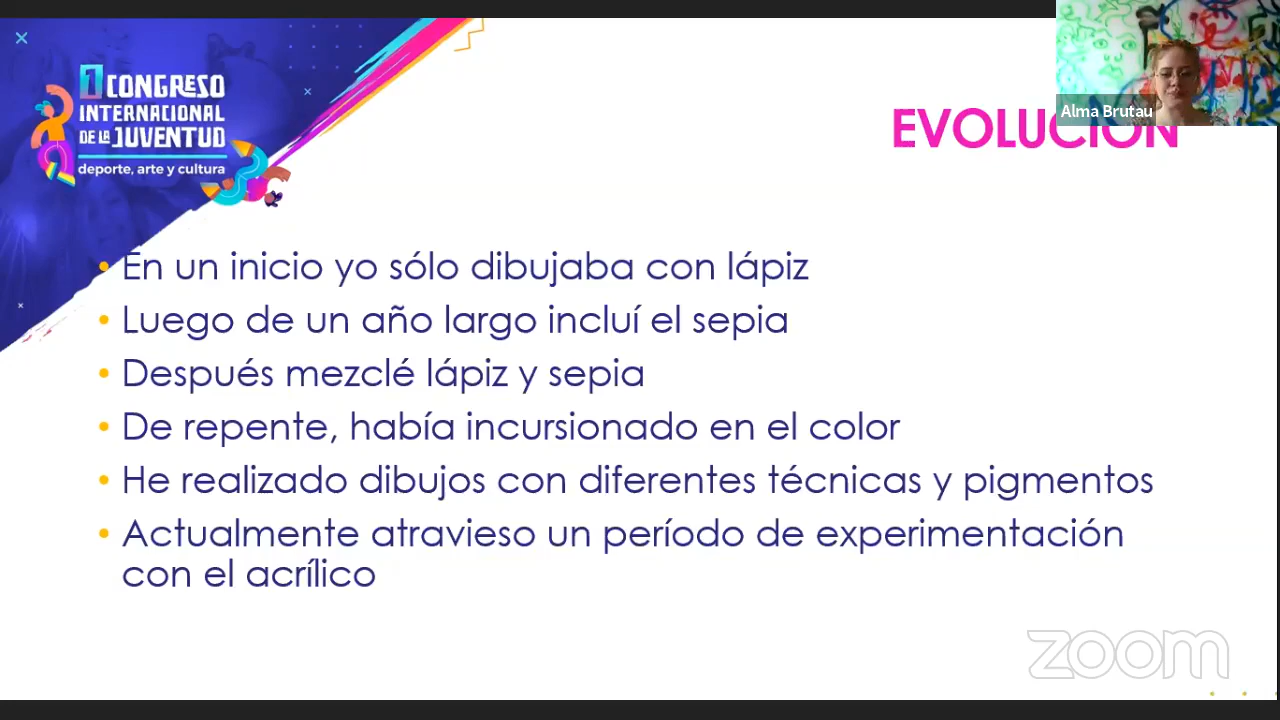 1 CONGRESO
INTERNACIONAL
DE LA JUVENTUD
deporte, arte y cultura
Alma Brutau
EVOLUCIÓN
• En un inicio yo sólo dibujaba con lápiz
• Luego de un año largo incluí el sepia
• Después mezclé lápiz y sepia
• De repente, había incursionado en el color
• He realizado dibujos con diferentes técnicas y pigmentos
• Actualmente atravieso un período de experimentación
con el acrílico
zoom